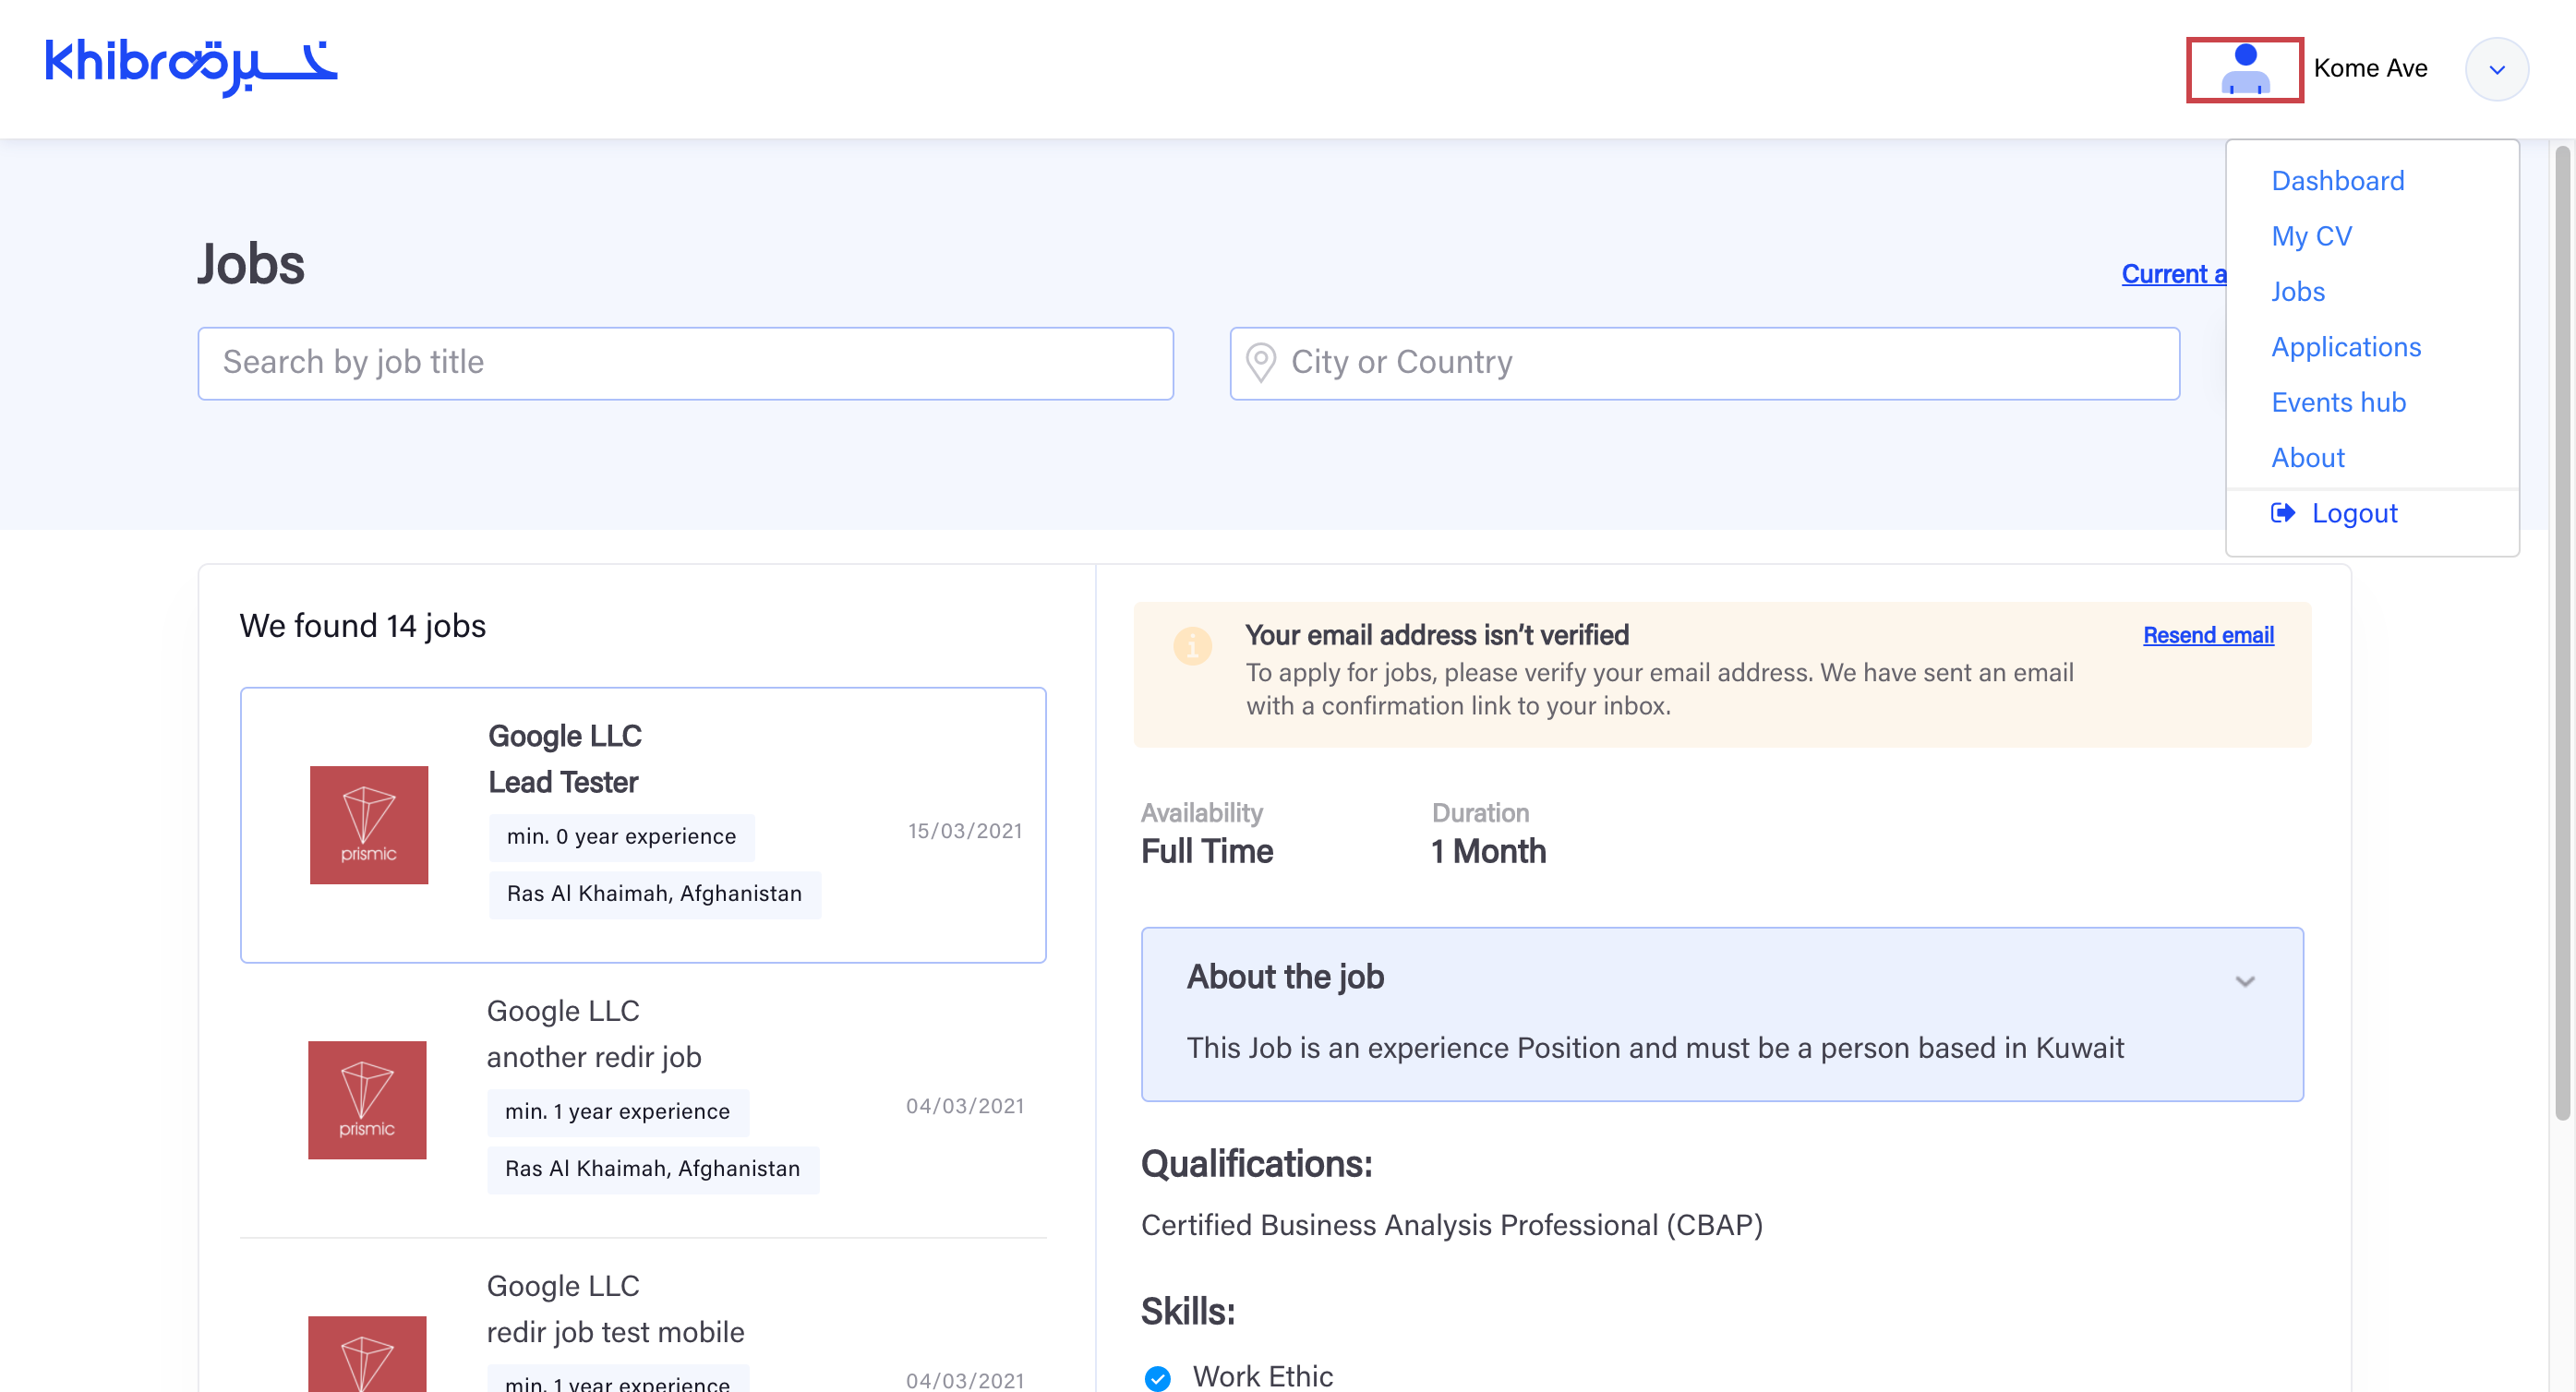 khibra خبرة
Kome Ave
Dashboard
My CV
Jobs
Applications
Events hub
About
Logout
Jobs
Current a
Search by job title
City or Country
We found 14 jobs
Google LLC
Lead Tester
min. 0 year experience
Ras Al Khaimah, Afghanistan
15/03/2021
prismic
Google LLC
another redir job
min. 1 year experience
Ras Al Khaimah, Afghanistan
04/03/2021
prismic
Google LLC
redir job test mobile
min. 1 year experience
04/03/2021
Your email address isn’t verified
Resend email
To apply for jobs, please verify your email address. We have sent an email
with a confirmation link to your inbox.
Availability
Full Time
Duration
1 Month
About the job
This Job is an experience Position and must be a person based in Kuwait
Qualifications:
Certified Business Analysis Professional (CBAP)
Skills:
Work Ethic